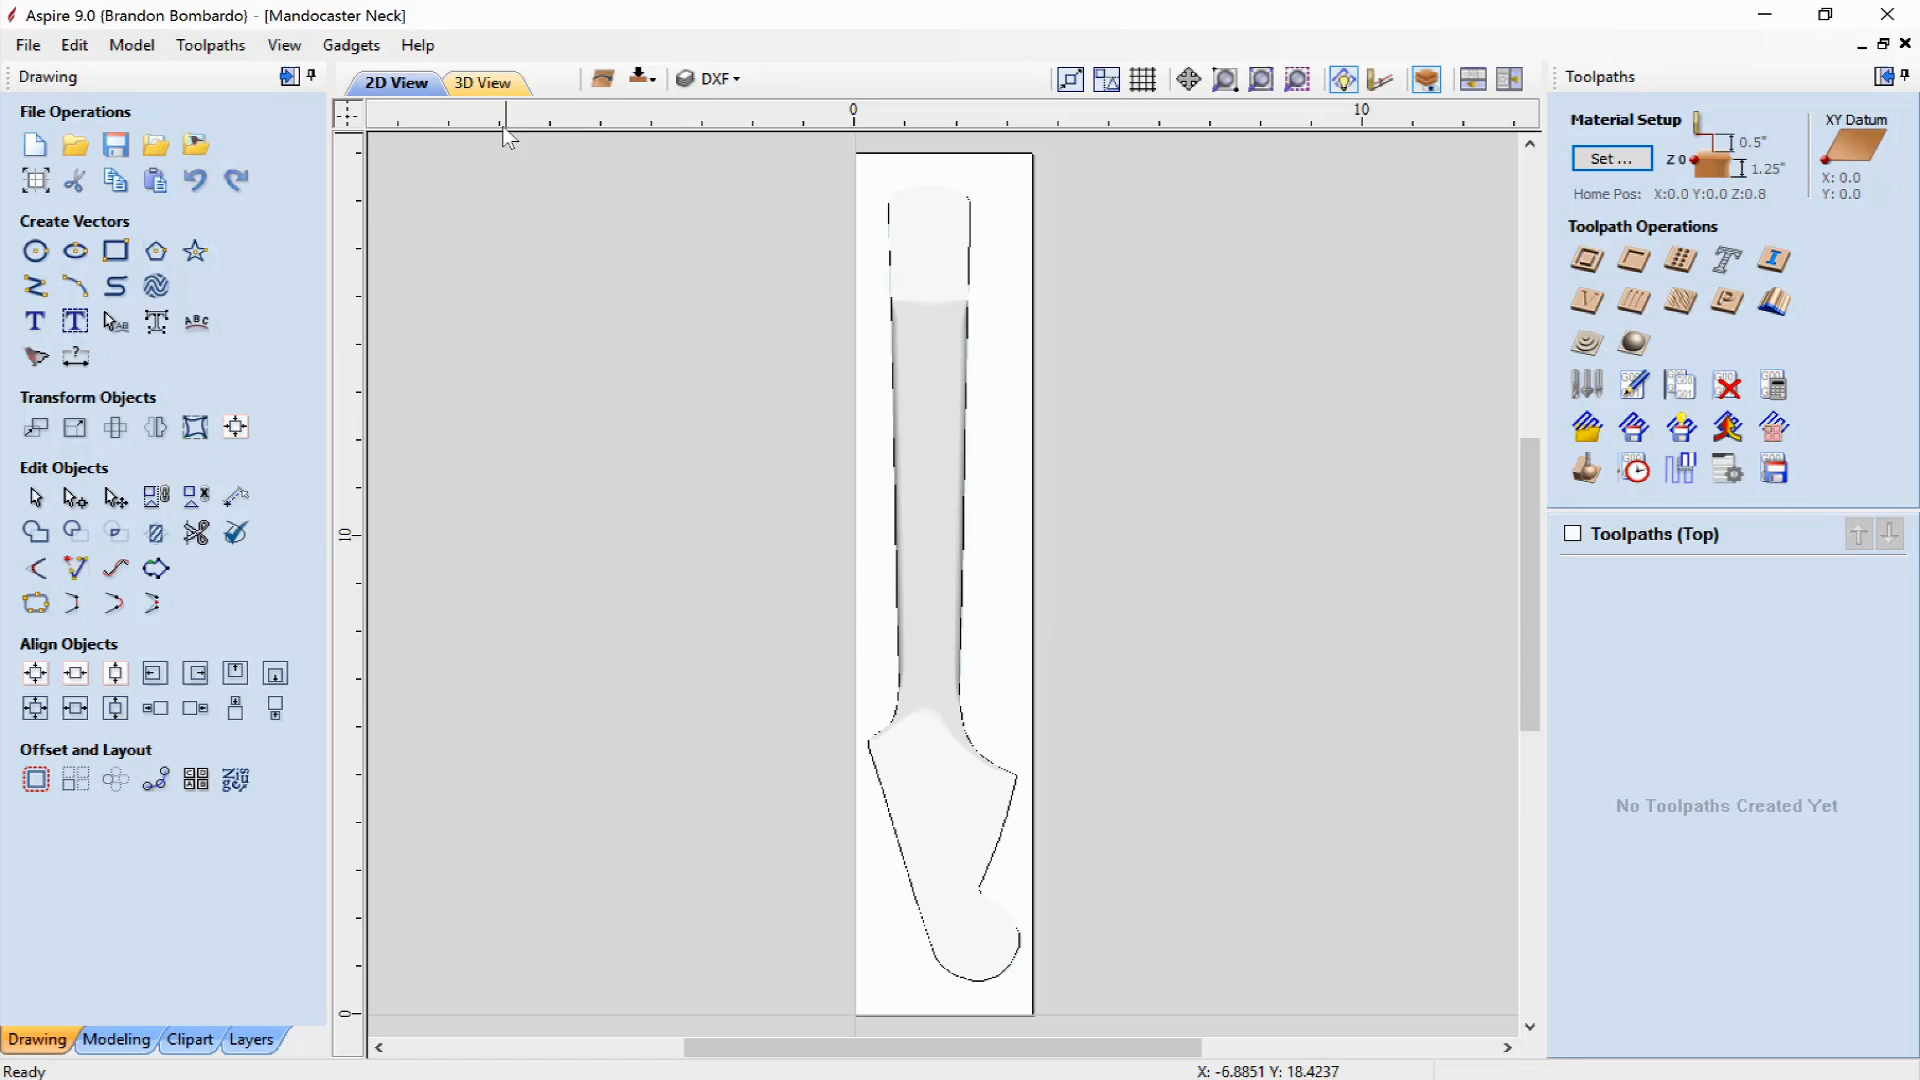 Aspire 9.0 {Brandon Bombardo} - [Mandocaster Neck]
File Edit Model Toolpaths View Gadgets Help
Drawing
2D View 3D View DXF
Toolpaths
File Operations
Create Vectors
Transform Objects
Edit Objects
Align Objects
Offset and Layout
Drawing Modeling Clipart Layers
Ready
0 10
10
0
Material Setup
Set ...
Z 0
0.5"
1.25"
XY Datum
X: 0.0
Y: 0.0
Home Pos: X:0.0 Y:0.0 Z:0.8
Toolpath Operations
Toolpaths (Top)
No Toolpaths Created Yet
X: -6.8851 Y: 18.4237